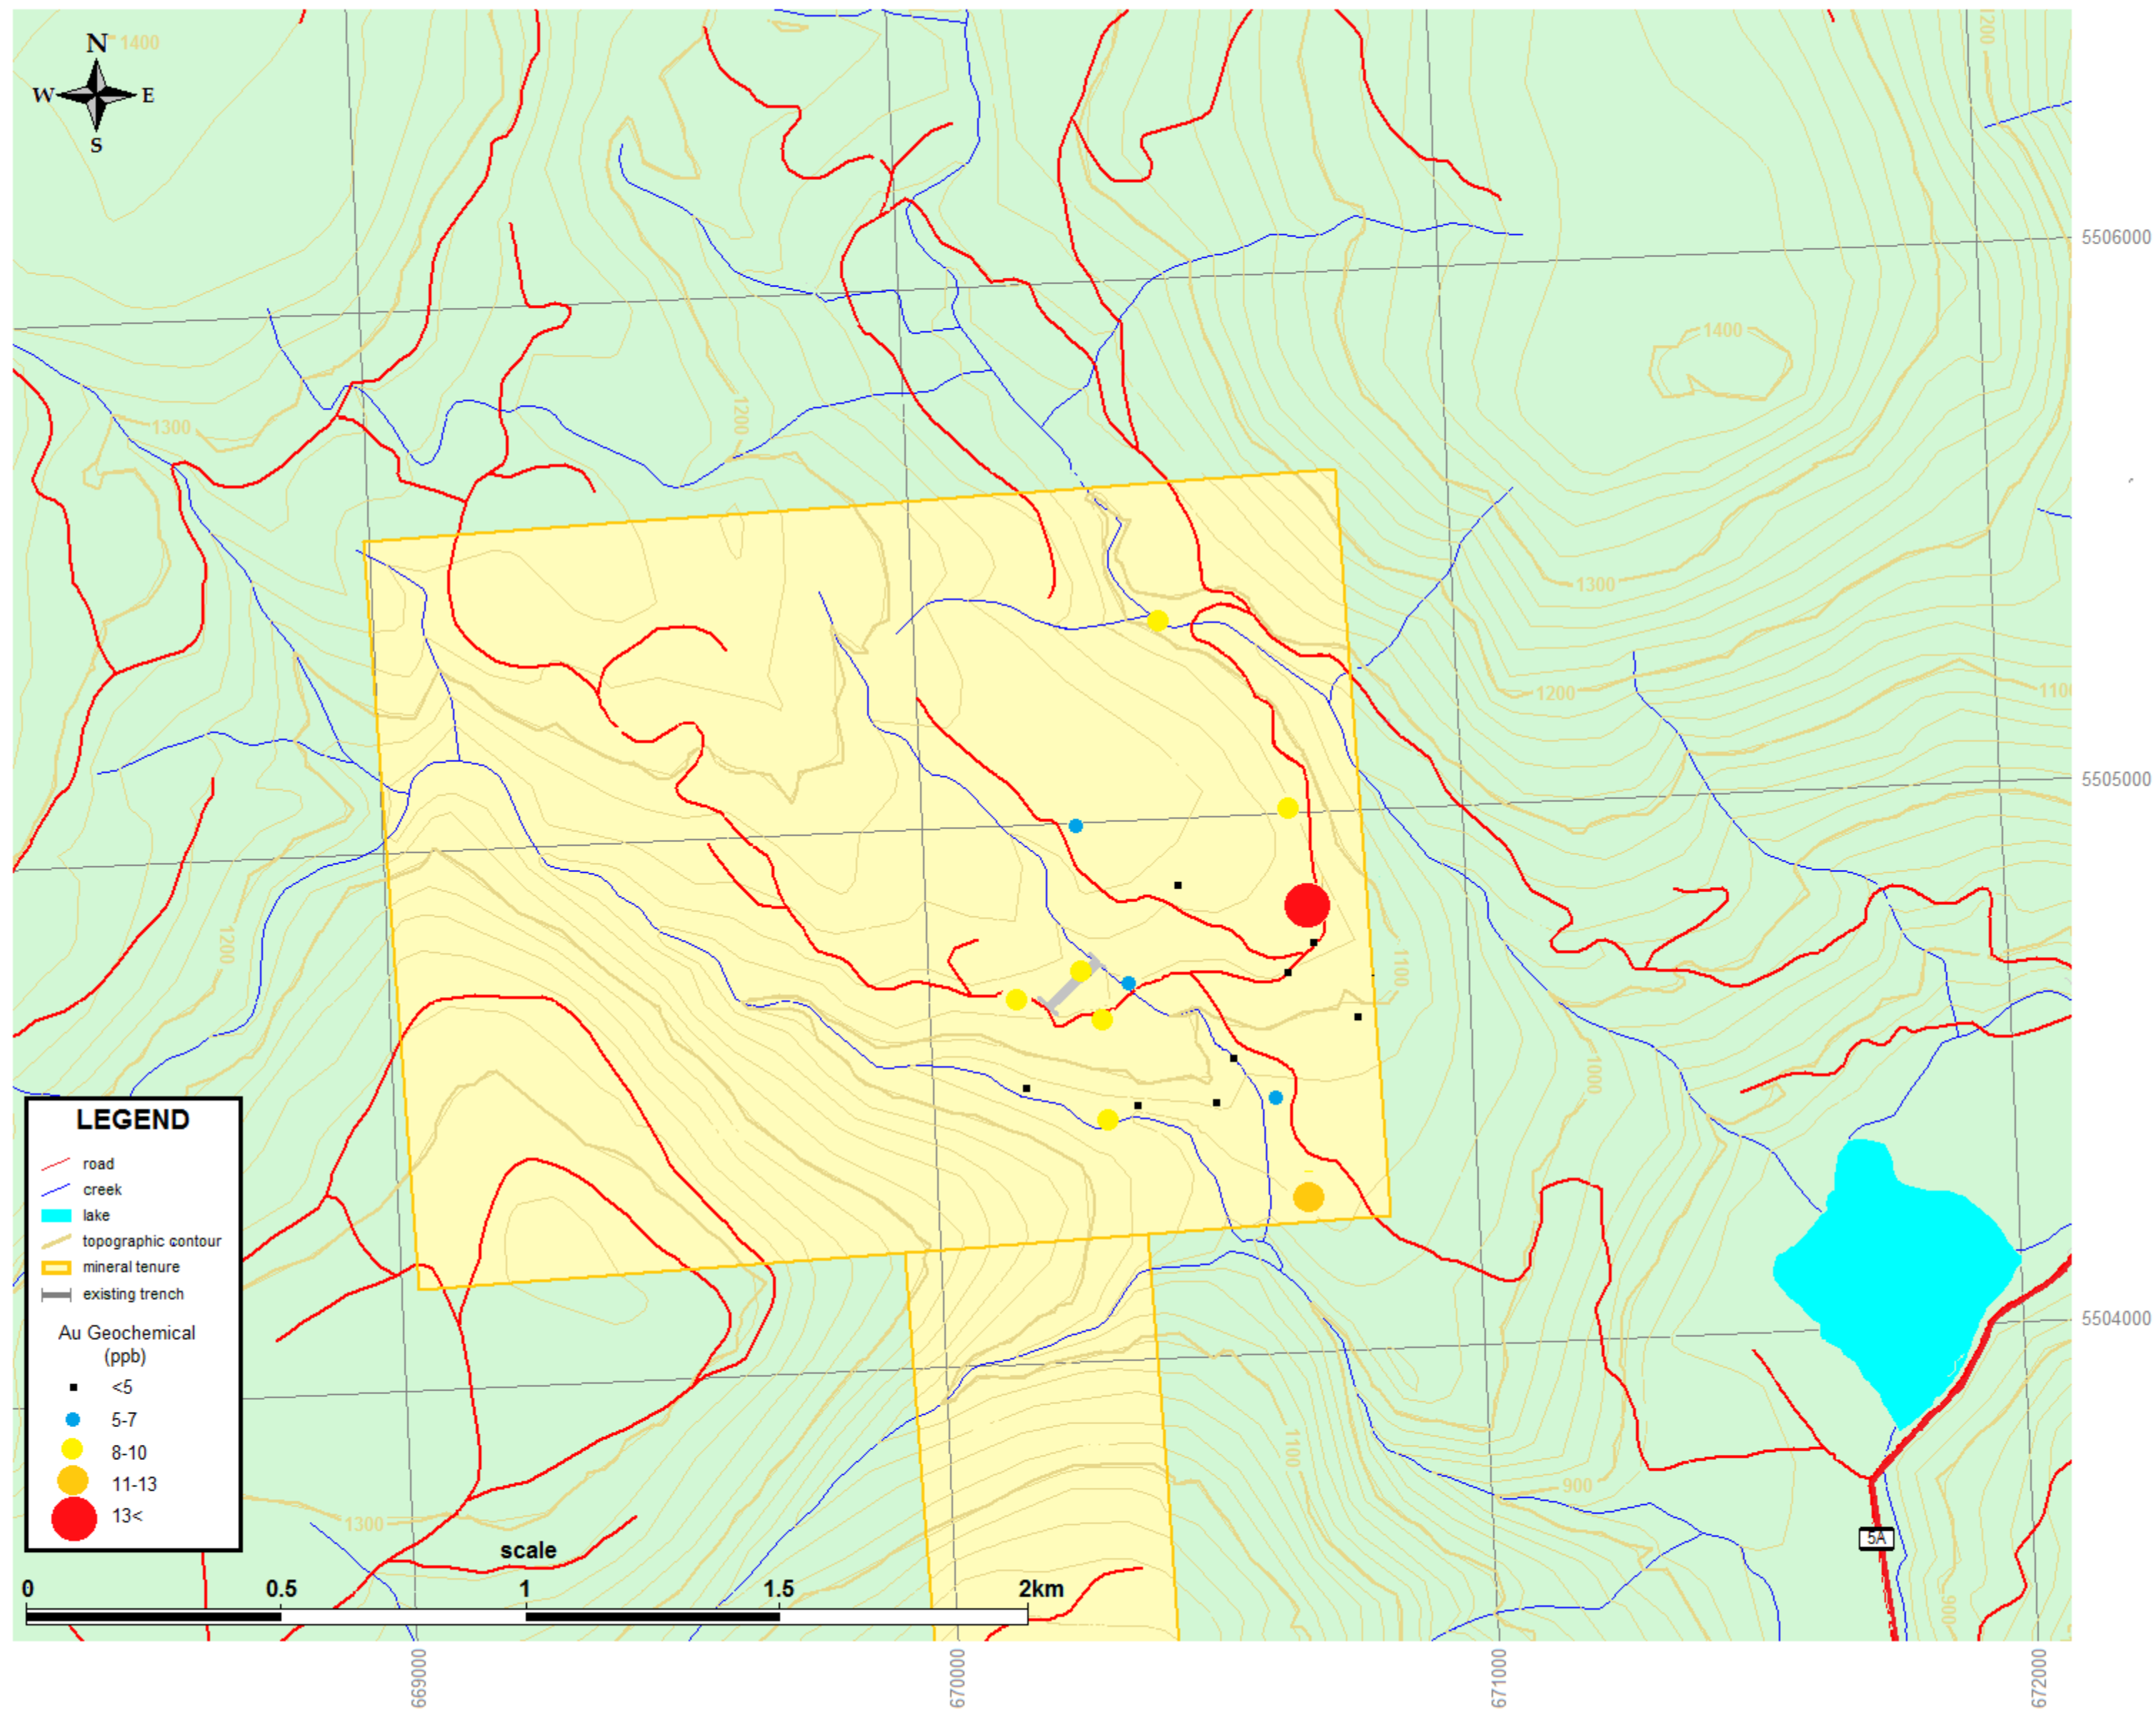 1400
1200
N
W E
S
5506000
1400
1200
1300
1300
1200
1100
5505000
1200
1100
1000
LEGEND
road
creek
lake
topographic contour
mineral tenure
existing trench
Au Geochemical
(ppb)
<5
5-7
8-10
11-13
13<
5504000
1100
900
1300
5A
scale
900
0 0.5 1 1.5 2km
669000 670000 671000 672000